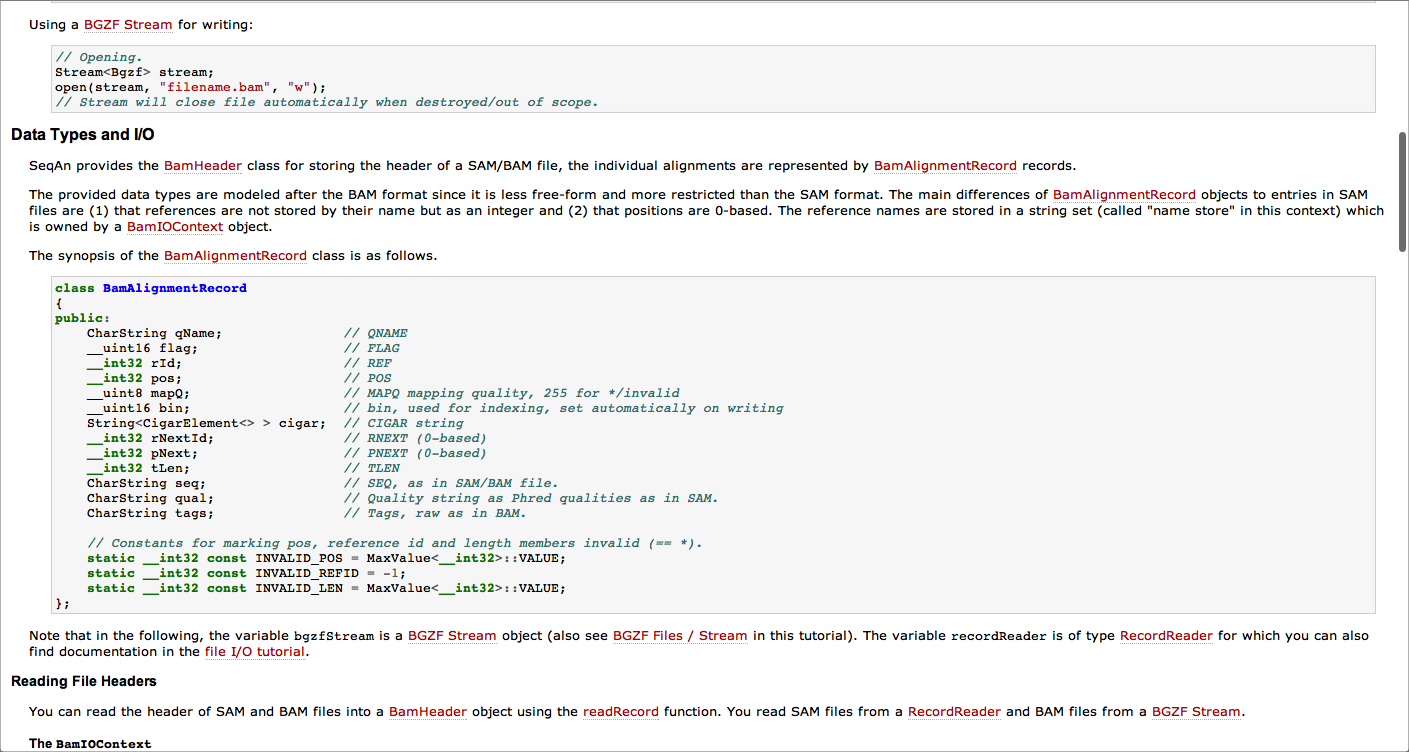 Using a BGZF Stream for writing:
// Opening.
Stream<Bgzf> stream;
open(stream, "filename.bam", "w");
// Stream will close file automatically when destroyed/out of scope.
Data Types and I/O
SeqAn provides the BamHeader class for storing the header of a SAM/BAM file, the individual alignments are represented by BamAlignmentRecord records.
The provided data types are modeled after the BAM format since it is less free-form and more restricted than the SAM format. The main differences of BamAlignmentRecord objects to entries in SAM
files are (1) that references are not stored by their name but as an integer and (2) that positions are 0-based. The reference names are stored in a string set (called "name store" in this context) which
is owned by a BamIOContext object.
The synopsis of the BamAlignmentRecord class is as follows.
class BamAlignmentRecord
{
public:
    CharString qName;               // QNAME
    __uint16 flag;                  // FLAG
    __int32 rId;                    // REF
    __int32 pos;                    // POS
    __uint8 mapQ;                   // MAPQ mapping quality, 255 for */invalid
    __uint16 bin;                   // bin, used for indexing, set automatically on writing
    String<CigarElement<> > cigar;  // CIGAR string
    __int32 rNextId;                // RNEXT (0-based)
    __int32 pNext;                  // PNEXT (0-based)
    __int32 tLen;                   // TLEN
    CharString seq;                 // SEQ, as in SAM/BAM file.
    CharString qual;                // Quality string as Phred qualities as in SAM.
    CharString tags;                // Tags, raw as in BAM.
    // Constants for marking pos, reference id and length members invalid (== *).
    static __int32 const INVALID_POS = MaxValue<__int32>::VALUE;
    static __int32 const INVALID_REFID = -1;
    static __int32 const INVALID_LEN = MaxValue<__int32>::VALUE;
};
Note that in the following, the variable bgzfStream is a BGZF Stream object (also see BGZF Files / Stream in this tutorial). The variable recordReader is of type RecordReader for which you can also
find documentation in the file I/O tutorial.
Reading File Headers
You can read the header of SAM and BAM files into a BamHeader object using the readRecord function. You read SAM files from a RecordReader and BAM files from a BGZF Stream.
The BamIOContext